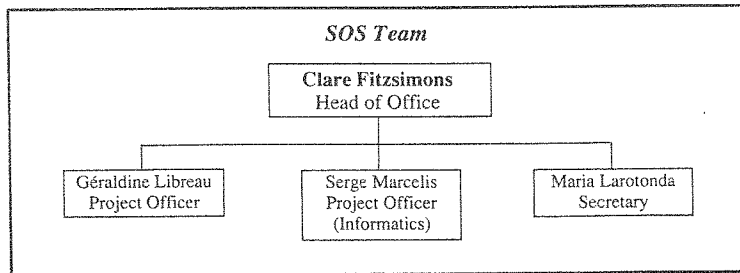 SOS Team
Clare Fitzsimons
Head of Office
Géraldine Libreau
Project Officer
Serge Marcelis
Project Officer
(Informatics)
Maria Larotonda
Secretary